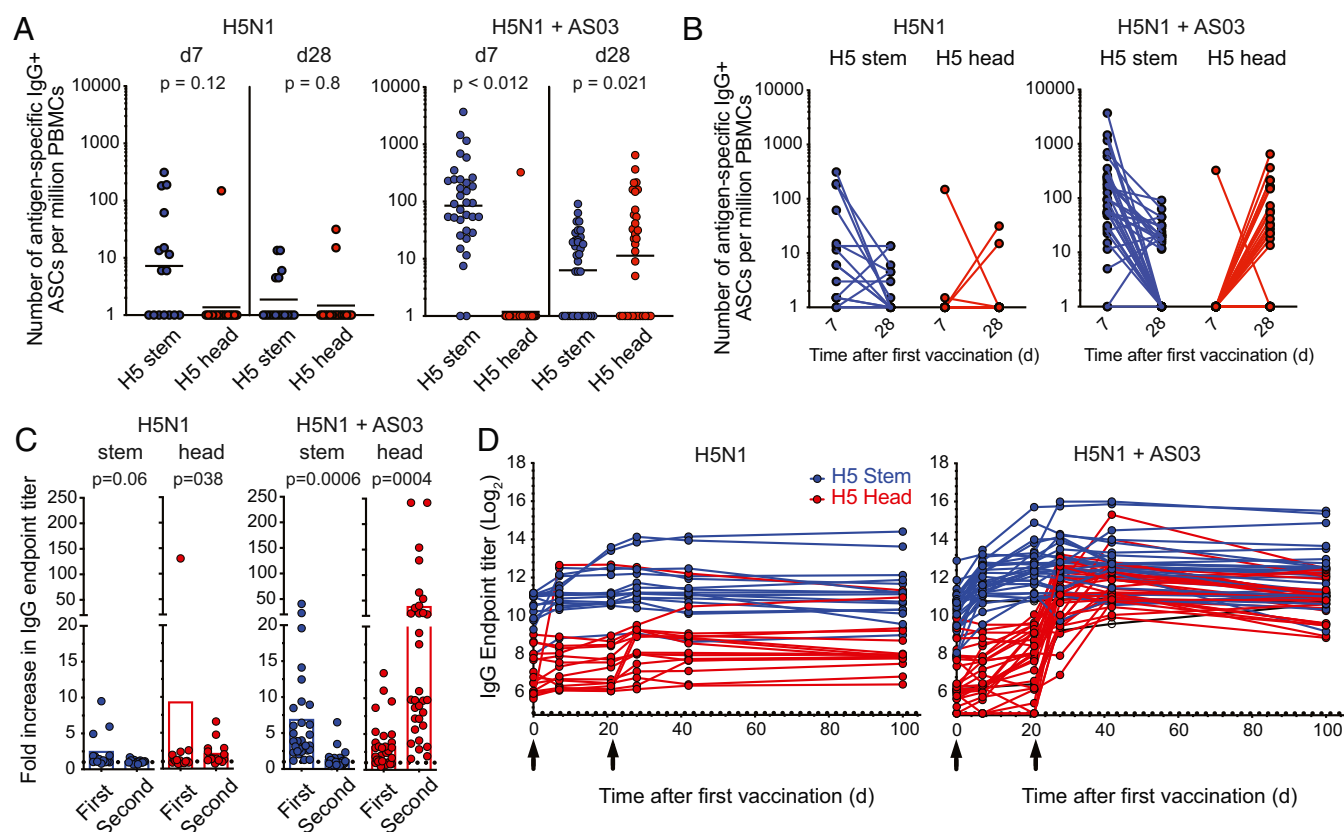 A
H5N1
H5N1 + AS03
d7
d28
d7
d28
p = 0.12
p = 0.8
p < 0.012
p = 0.021
Number of antigen-specific IgG+
ASCs per million PBMCs
10000
1000
100
10
1
10000
1000
100
10
1
H5 stem
H5 head
H5 stem
H5 head
H5 stem
H5 head
H5 stem
H5 head
B
H5N1
H5N1 + AS03
H5 stem
H5 head
H5 stem
H5 head
Number of antigen-specific IgG+
ASCs per million PBMCs
10000
1000
100
10
1
10000
1000
100
10
1
7
28
7
28
7
28
7
28
Time after first vaccination (d)
Time after first vaccination (d)
C
H5N1
H5N1 + AS03
stem
head
stem
head
p=0.06
p=038
p=0.0006
p=0004
Fold increase in IgG endpoint titer
250
200
150
100
50
20
15
10
5
0
250
200
150
100
50
20
15
10
5
0
First
Second
First
Second
First
Second
First
Second
D
H5N1
H5N1 + AS03
H5 Stem
H5 Head
IgG Endpoint titer (Log2)
18
16
14
12
10
8
6
18
16
14
12
10
8
6
0
20
40
60
80
100
0
20
40
60
80
100
Time after first vaccination (d)
Time after first vaccination (d)